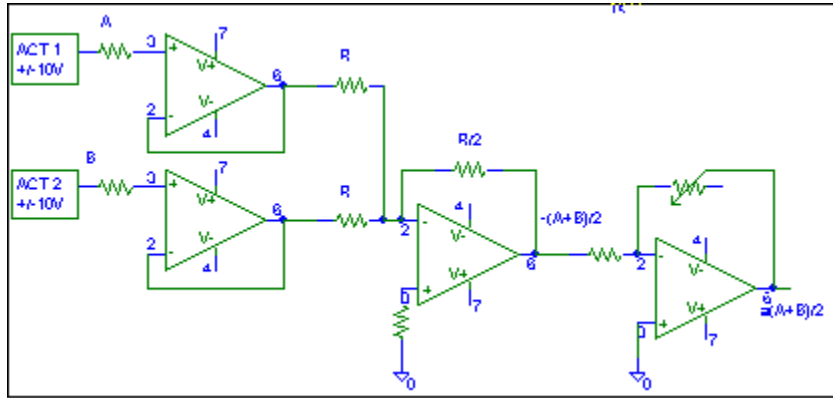 A
ACT 1
+/-10V
3
+
7
V+
V-
6
2
-
4
R
B
ACT 2
+/-10V
3
+
7
V+
V-
6
2
-
4
R
R/2
2
-
4
V-
V+
+
7
6
0
-(A+B)/2
2
-
4
V-
V+
+
7
a(A+B)/2
0
0